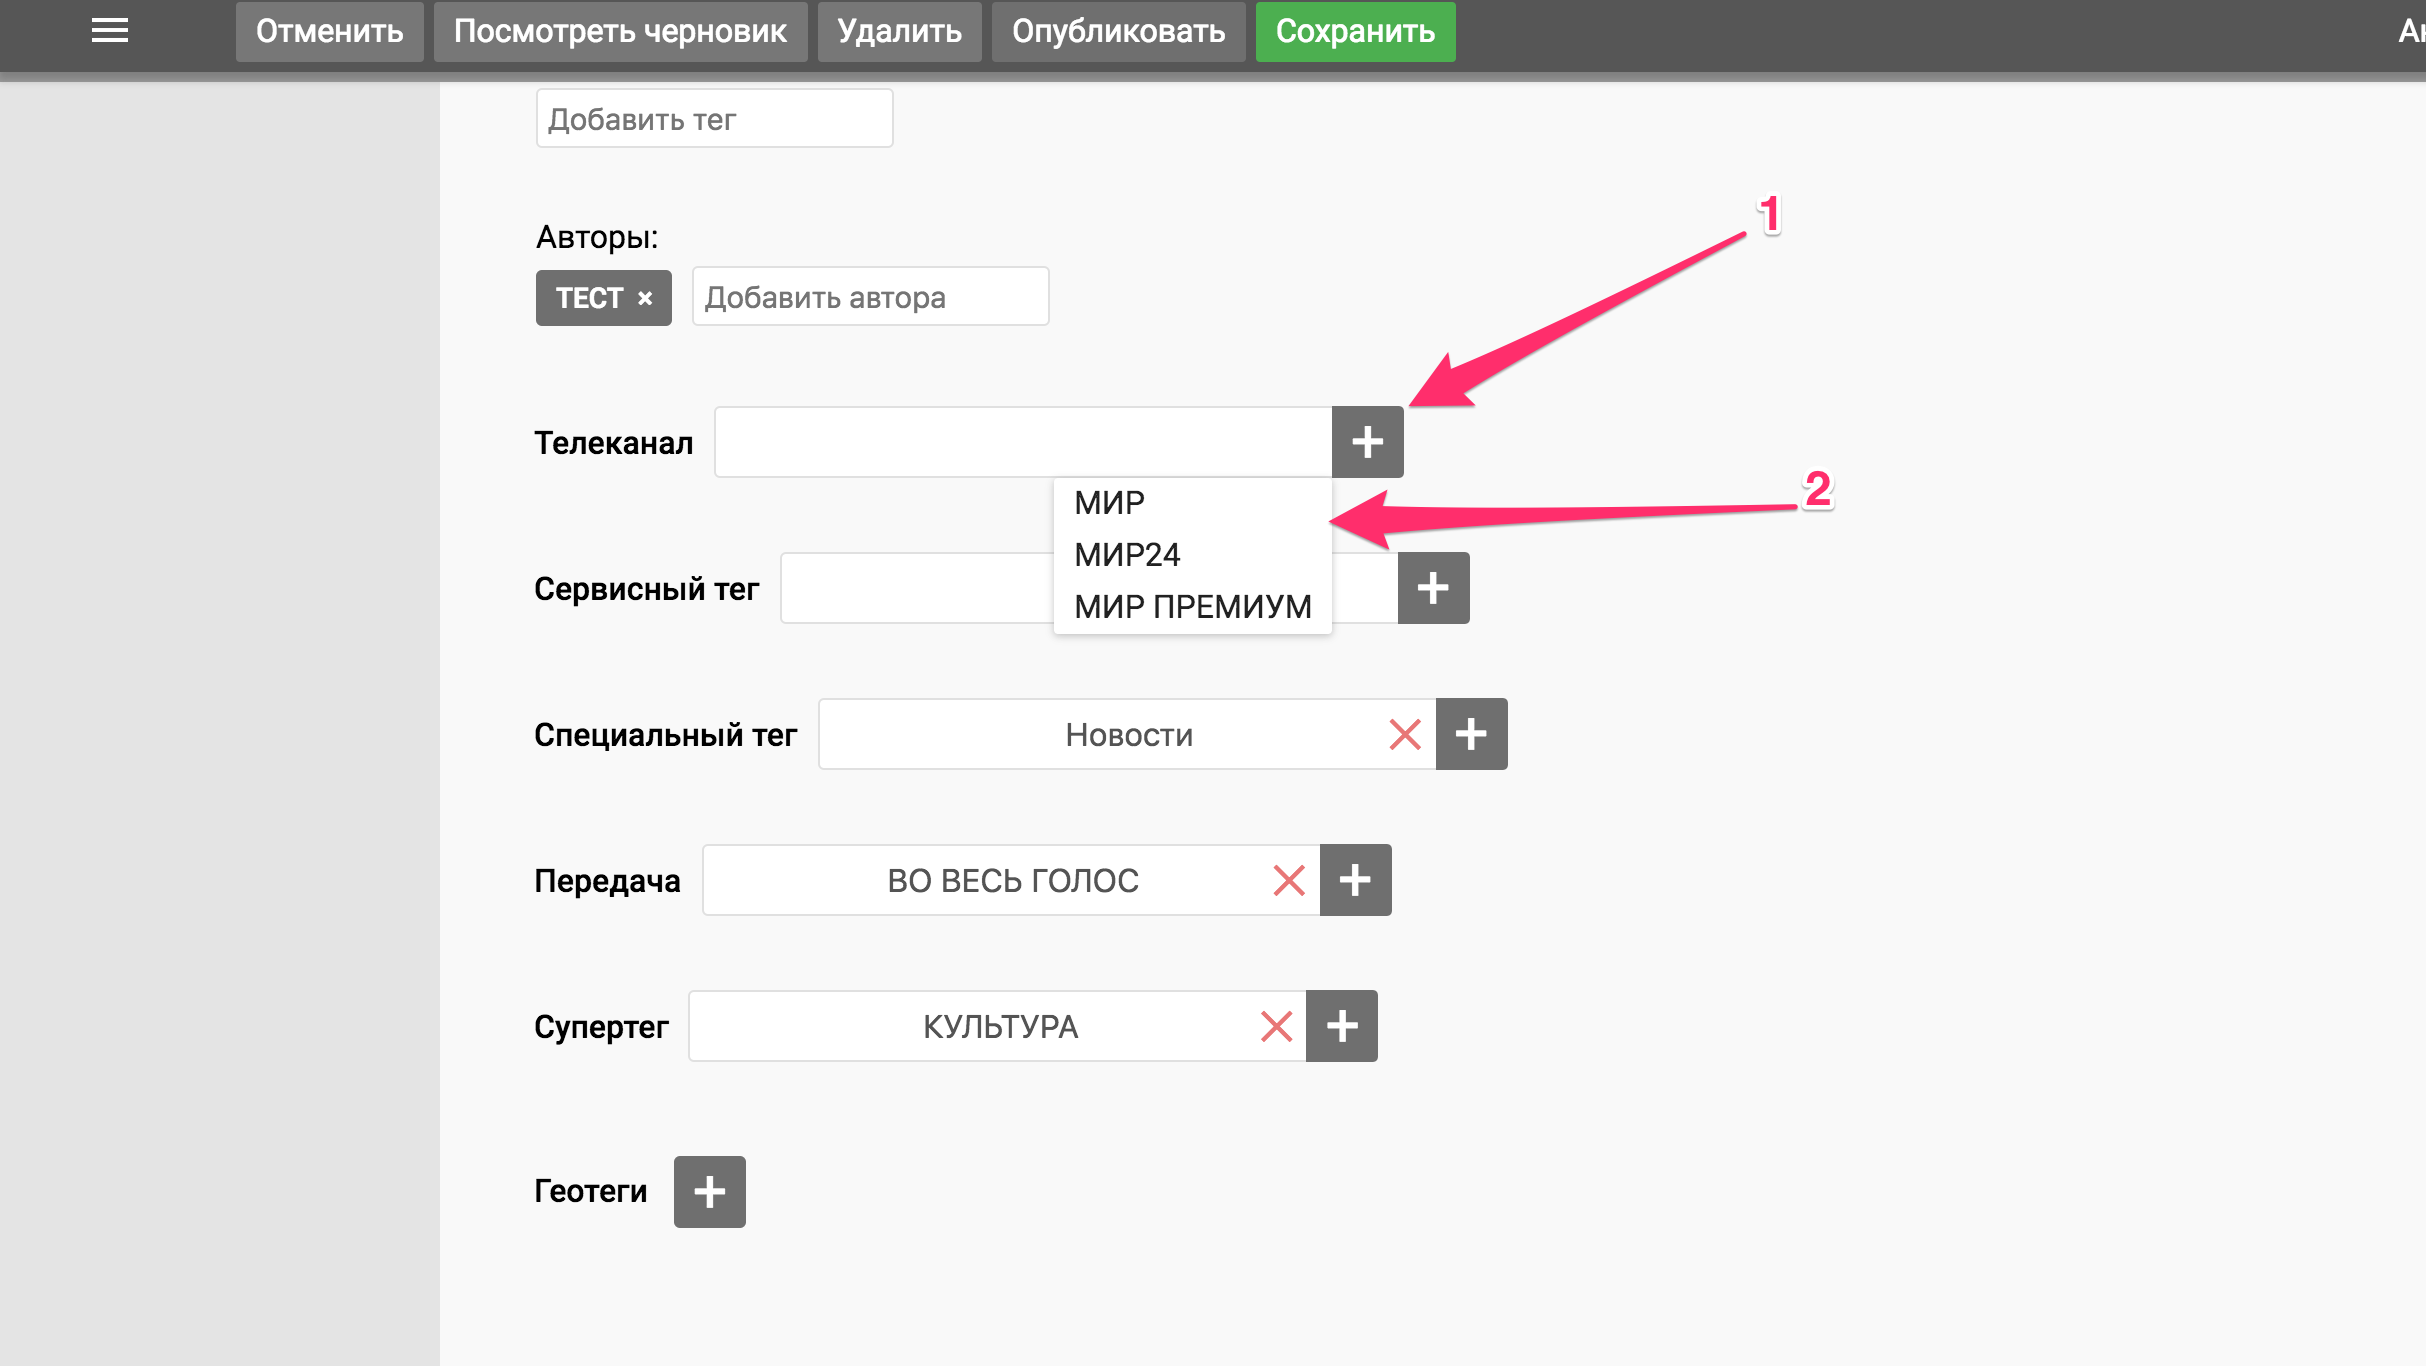 Отменить Посмотреть черновик Удалить Опубликовать Сохранить
Добавить тег
1
Авторы:
ТЕСТ × Добавить автора
Телеканал +
2
МИР
МИР24
МИР ПРЕМИУМ
Сервисный тег +
Специальный тег Новости × +
Передача ВО ВЕСЬ ГОЛОС × +
Супертег КУЛЬТУРА × +
Геотеги +